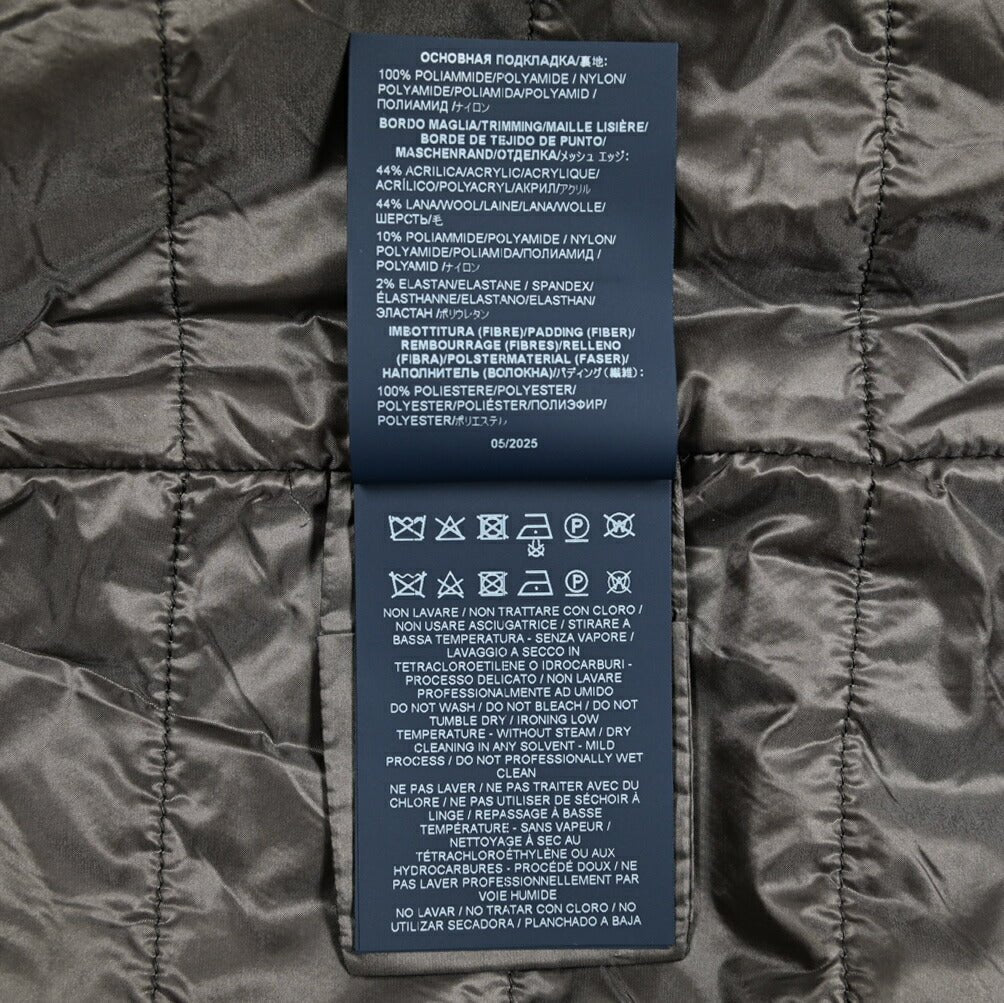 ОСНОВНАЯ ПОДКЛАДКА/裏地:
100% POLIAMMIDE/POLYAMIDE / NYLON/
POLYAMIDE/POLIAMIDA/POLYAMID /
ПОЛИАМИД /ナイロン
BORDO MAGLIA/TRIMMING/MAILLE LISIÈRE/
BORDE DE TEJIDO DE PUNTO/
MASCHENRAND/ОТДЕЛКА/メッシュ エッジ:
44% ACRILICA/ACRYLIC/ACRYLIQUE/
ACRÍLICO/POLYACRYL/АКРИЛ/アクリル
44% LANA/WOOL/LAINE/LANA/WOLLE/
ШЕРСТЬ/毛
10% POLIAMMIDE/POLYAMIDE / NYLON/
POLYAMIDE/POLIAMIDA/ПОЛИАМИД /
POLYAMID /ナイロン
2% ELASTAN/ELASTANE / SPANDEX/
ÉLASTHANNE/ELASTANO/ELASTHAN/
ЭЛАСТАН /ポリウレタン
IMBOTTITURA (FIBRE)/PADDING (FIBER)/
REMBOURRAGE (FIBRES)/RELLENO
(FIBRA)/POLSTERMATERIAL (FASER)/
НАПОЛНИТЕЛЬ (ВОЛОКНА)/パディング(繊維):
100% POLIESTERE/POLYESTER/
POLYESTER/POLIÉSTER/ПОЛИЭФИР/
POLYESTER/ポリエステル
05/2025
P
P
NON LAVARE / NON TRATTARE CON CLORO /
NON USARE ASCIUGATRICE / STIRARE A
BASSA TEMPERATURA - SENZA VAPORE /
LAVAGGIO A SECCO IN
TETRACLOROETILENE O IDROCARBURI -
PROCESSO DELICATO / NON LAVARE
PROFESSIONALMENTE AD UMIDO
DO NOT WASH / DO NOT BLEACH / DO NOT
TUMBLE DRY / IRONING LOW
TEMPERATURE - WITHOUT STEAM / DRY
CLEANING IN ANY SOLVENT - MILD
PROCESS / DO NOT PROFESSIONALLY WET
CLEAN
NE PAS LAVER / NE PAS TRAITER AVEC DU
CHLORE / NE PAS UTILISER DE SÉCHOIR À
LINGE / REPASSAGE À BASSE
TEMPÉRATURE - SANS VAPEUR /
NETTOYAGE À SEC AU
TÉTRACHLOROÉTHYLÈNE OU AUX
HYDROCARBURES - PROCÉDÉ DOUX / NE
PAS LAVER PROFESSIONNELLEMENT PAR
VOIE HUMIDE
NO LAVAR / NO TRATAR CON CLORO / NO
UTILIZAR SECADORA / PLANCHADO A BAJA